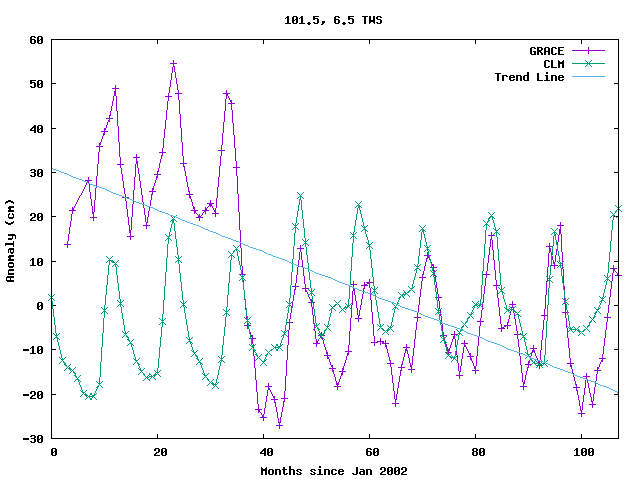 101.5, 6.5 TWS
GRACE
CLM
Trend Line
60
50
40
30
20
10
0
-10
-20
-30
Anomaly (cm)
0 20 40 60 80 100
Months since Jan 2002